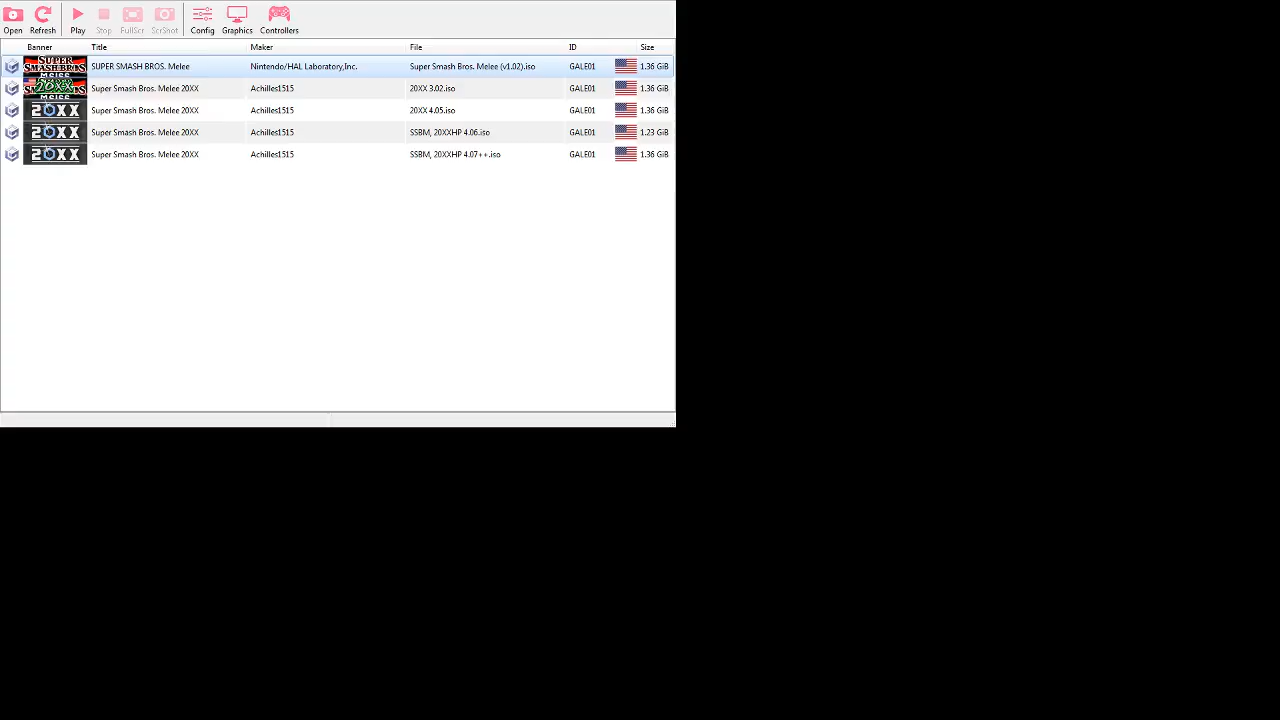 Open Refresh Play Stop FullScr ScrShot Config Graphics Controllers
Banner Title Maker File ID Size
SUPER SMASH BROS. Melee Nintendo/HAL Laboratory,Inc. Super Smash Bros. Melee (v1.02).iso GALE01 1.36 GiB
20XX Super Smash Bros. Melee 20XX Achilles1515 20XX 3.02.iso GALE01 1.36 GiB
20XX Super Smash Bros. Melee 20XX Achilles1515 20XX 4.05.iso GALE01 1.36 GiB
20XX Super Smash Bros. Melee 20XX Achilles1515 SSBM, 20XXHP 4.06.iso GALE01 1.23 GiB
20XX Super Smash Bros. Melee 20XX Achilles1515 SSBM, 20XXHP 4.07++.iso GALE01 1.36 GiB